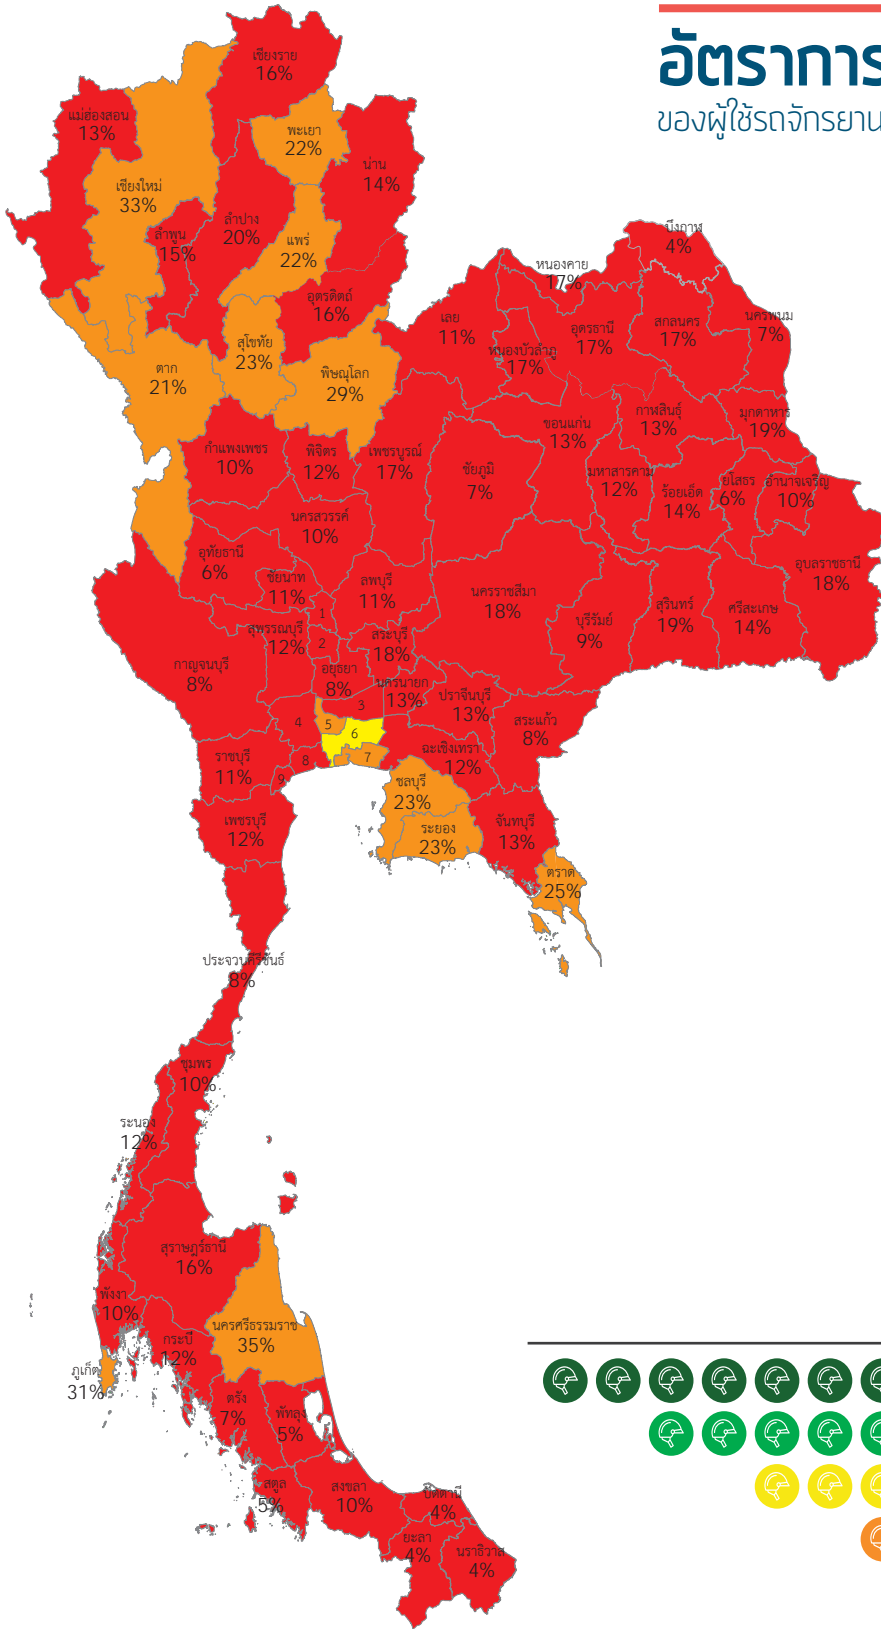 อัตราการ
ของผู้ใช้รถจักรยาน
เชียงราย
16%
แม่ฮ่องสอน
13%
พะเยา
22%
น่าน
14%
เชียงใหม่
33%
ลำปาง
20%
ลำพูน
15%
แพร่
22%
บึงกาฬ
4%
หนองคาย
17%
อุตรดิตถ์
16%
เลย
11%
อุดรธานี
17%
สกลนคร
17%
นครพนม
7%
สุโขทัย
23%
หนองบัวลำภู
17%
ตาก
21%
พิษณุโลก
29%
กาฬสินธุ์
13%
มุกดาหาร
19%
ขอนแก่น
13%
กำแพงเพชร
10%
พิจิตร
12%
เพชรบูรณ์
17%
ชัยภูมิ
7%
มหาสารคาม
12%
ร้อยเอ็ด
14%
ยโสธร
6%
อำนาจเจริญ
10%
นครสวรรค์
10%
อุทัยธานี
6%
ชัยนาท
11%
ลพบุรี
11%
นครราชสีมา
18%
อุบลราชธานี
18%
บุรีรัมย์
9%
สุรินทร์
19%
ศรีสะเกษ
14%
1
สุพรรณบุรี
12%
2
สระบุรี
18%
กาญจนบุรี
8%
อยุธยา
8%
นครนายก
13%
ปราจีนบุรี
13%
สระแก้ว
8%
3
4
5
6
7
8
9
ฉะเชิงเทรา
12%
ราชบุรี
11%
ชลบุรี
23%
เพชรบุรี
12%
ระยอง
23%
จันทบุรี
13%
ตราด
25%
ประจวบคีรีขันธ์
8%
ชุมพร
10%
ระนอง
12%
สุราษฎร์ธานี
16%
พังงา
10%
นครศรีธรรมราช
35%
กระบี่
12%
ภูเก็ต
31%
ตรัง
7%
พัทลุง
5%
สตูล
5%
สงขลา
10%
ปัตตานี
4%
ยะลา
4%
นราธิวาส
4%